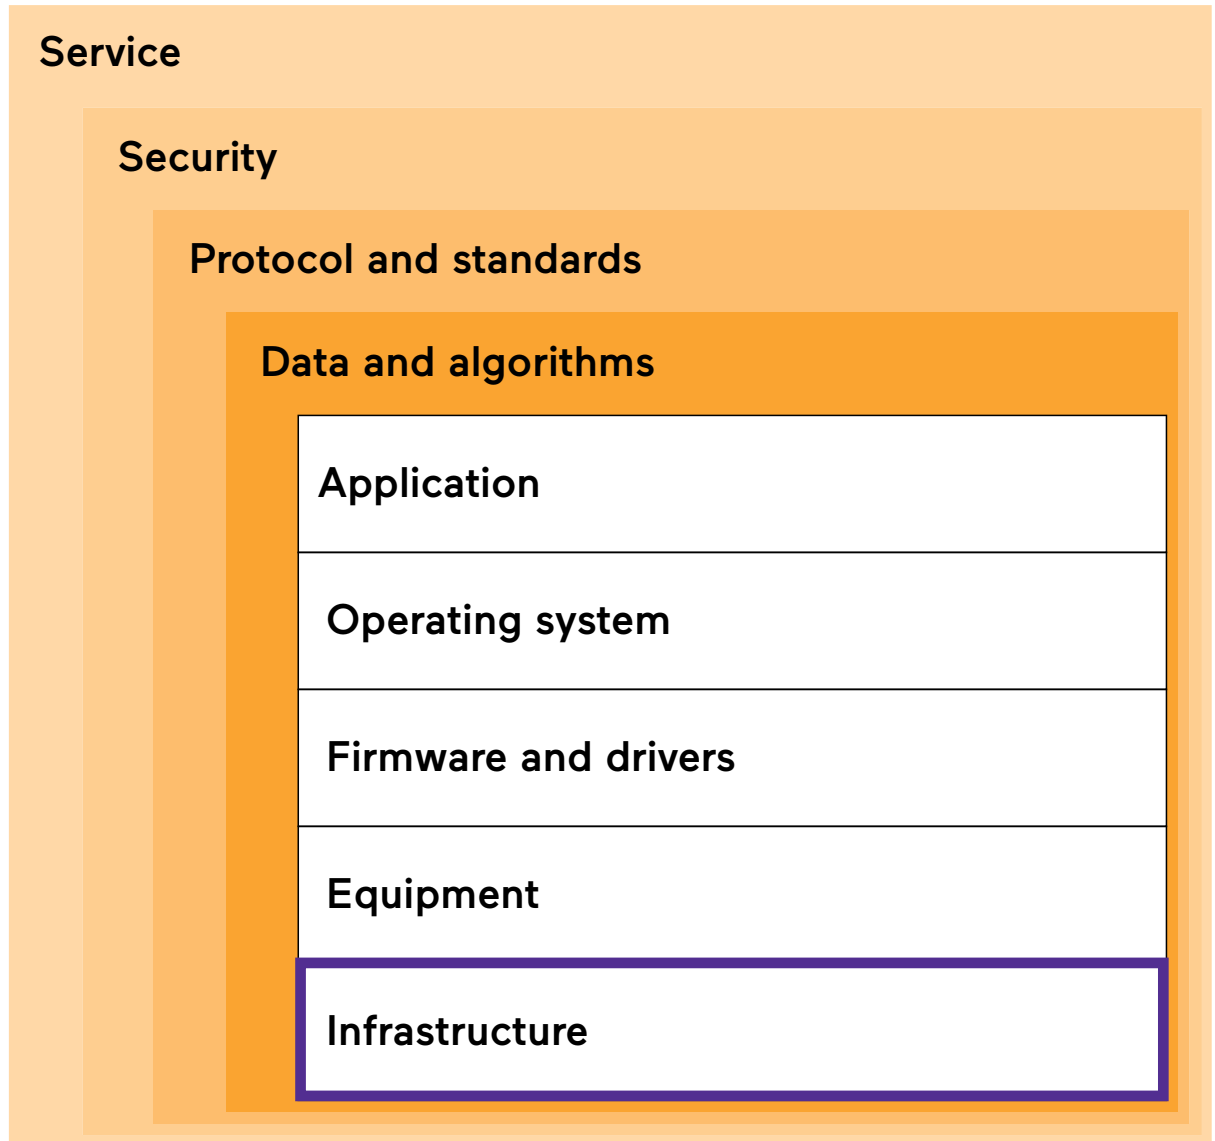 Service
Security
Protocol and standards
Data and algorithms
Application
Operating system
Firmware and drivers
Equipment
Infrastructure